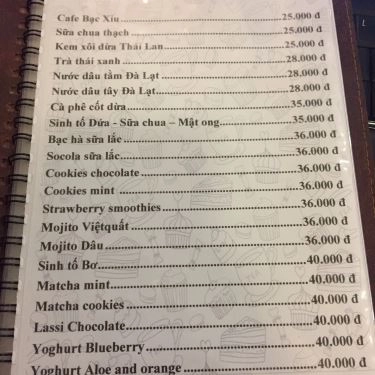 Cafe Bạc Xíu.....25.000 đ
Sữa chua thạch.....25.000 đ
Kem xôi dừa Thái Lan.....25.000 đ
Trà thái xanh.....28.000 đ
Nước dâu tằm Đà Lạt.....28.000 đ
Nước dâu tây Đà Lạt.....28.000 đ
Cà phê cốt dừa.....35.000 đ
Sinh tố Dứa - Sữa chua – Mật ong.....35.000 đ
Bạc hà sữa lắc.....36.000 đ
Socola sữa lắc.....36.000 đ
Cookies chocolate.....36.000 đ
Cookies mint.....36.000 đ
Strawberry smoothies.....36.000 đ
Mojito Việtquất.....36.000 đ
Mojito Dâu.....36.000 đ
Sinh tố Bơ.....40.000 đ
Matcha mint.....40.000 đ
Matcha cookies.....40.000 đ
Lassi Chocolate.....40.000 đ
Yoghurt Blueberry.....40.000 đ
Yoghurt Aloe and orange.....40.000 đ